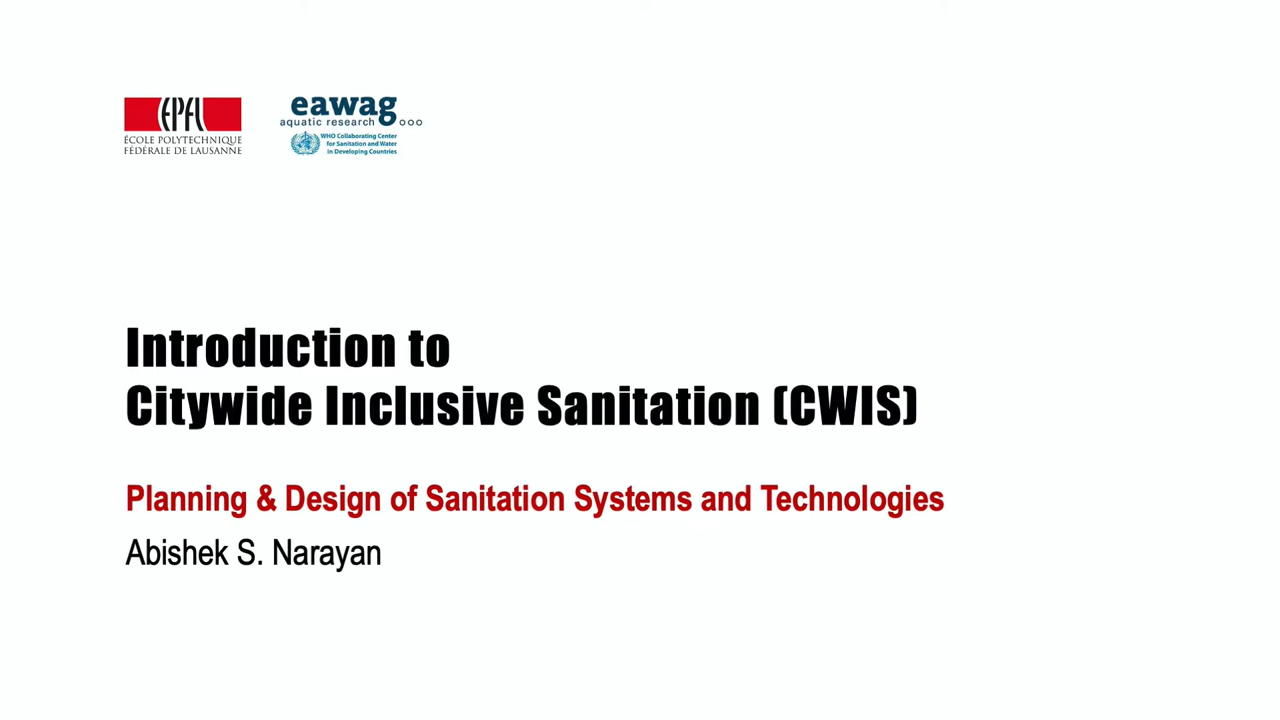 EPFL
ÉCOLE POLYTECHNIQUE
FÉDÉRALE DE LAUSANNE
eawag
aquatic research
WHO Collaborating Center
for Sanitation and Water
in Developing Countries
Introduction to
Citywide Inclusive Sanitation (CWIS)
Planning & Design of Sanitation Systems and Technologies
Abishek S. Narayan